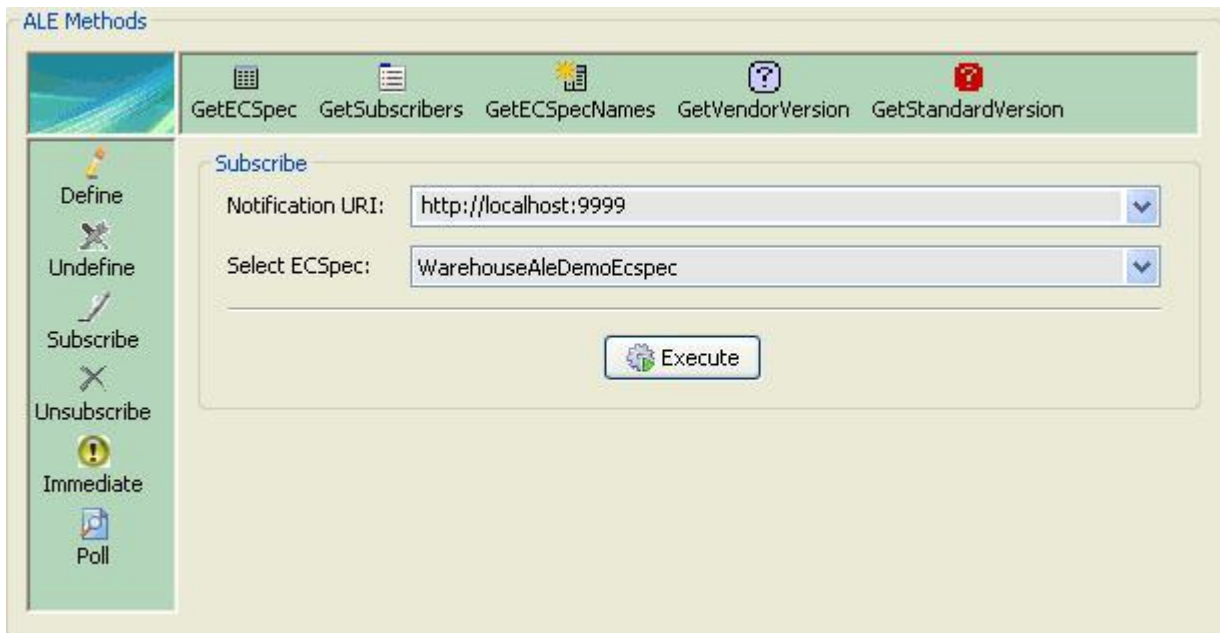 ALE Methods
GetECSpec GetSubscribers GetECSpecNames GetVendorVersion GetStandardVersion
Define
Undefine
Subscribe
Unsubscribe
Immediate
Poll
Subscribe
Notification URI: http://localhost:9999
Select ECSpec: WarehouseAleDemoEcspec
Execute